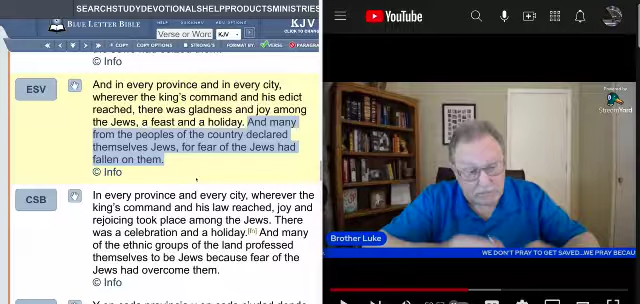 SEARCHSTUDYDEVOTIONALSHELPPRODUCTSMINISTRIES
BLUE LETTER BIBLE
Verse or Word
KJV
KJV
COPY
COPY OPTIONS
STRONG'S
FORMAT BY
VERSE
© Info
ESV
And in every province and in every city,
wherever the king's command and his edict
reached, there was gladness and joy among
the Jews, a feast and a holiday. And many
from the peoples of the country declared
themselves Jews, for fear of the Jews had
fallen on them.
© Info
CSB
In every province and every city, wherever the
king's command and his law reached, joy and
rejoicing took place among the Jews. There
was a celebration and a holiday.[h] And many
of the ethnic groups of the land professed
themselves to be Jews because fear of the
Jews had overcome them.
© Info
YouTube
Powered by
StreamYard
Brother Luke
WE DON'T PRAY TO GET SAVED...WE PRAY BECAU